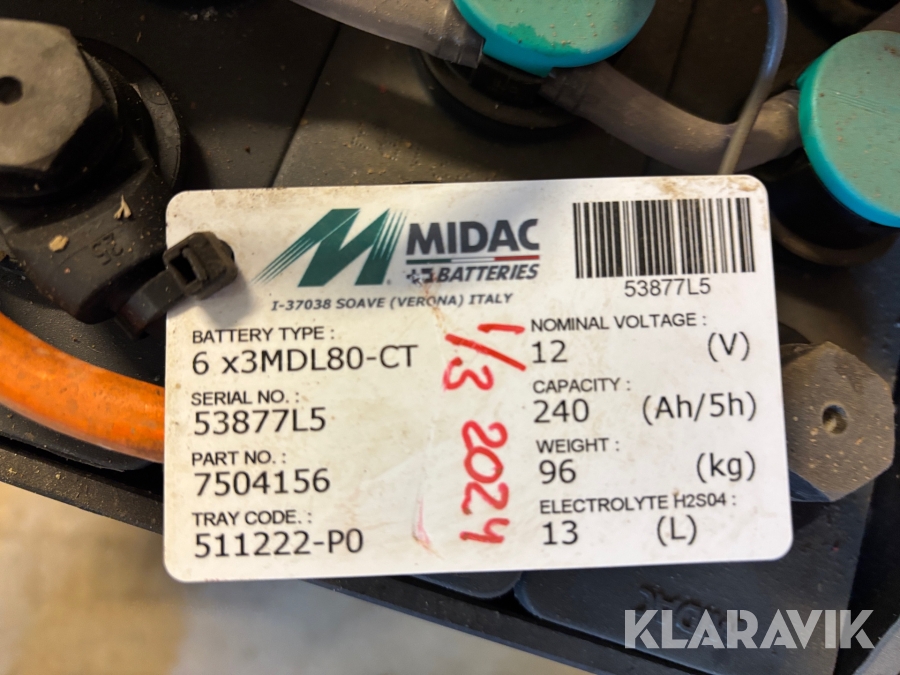 MIDAC
BATTERIES
I-37038 SOAVE (VERONA) ITALY
53877L5
BATTERY TYPE :
6 x3MDL80-CT
SERIAL NO. :
53877L5
PART NO. :
7504156
TRAY CODE. :
511222-P0
1/3 2024
NOMINAL VOLTAGE :
12 (V)
CAPACITY :
240 (Ah/5h)
WEIGHT :
96 (kg)
ELECTROLYTE H2S04 :
13 (L)
KLARAVIK